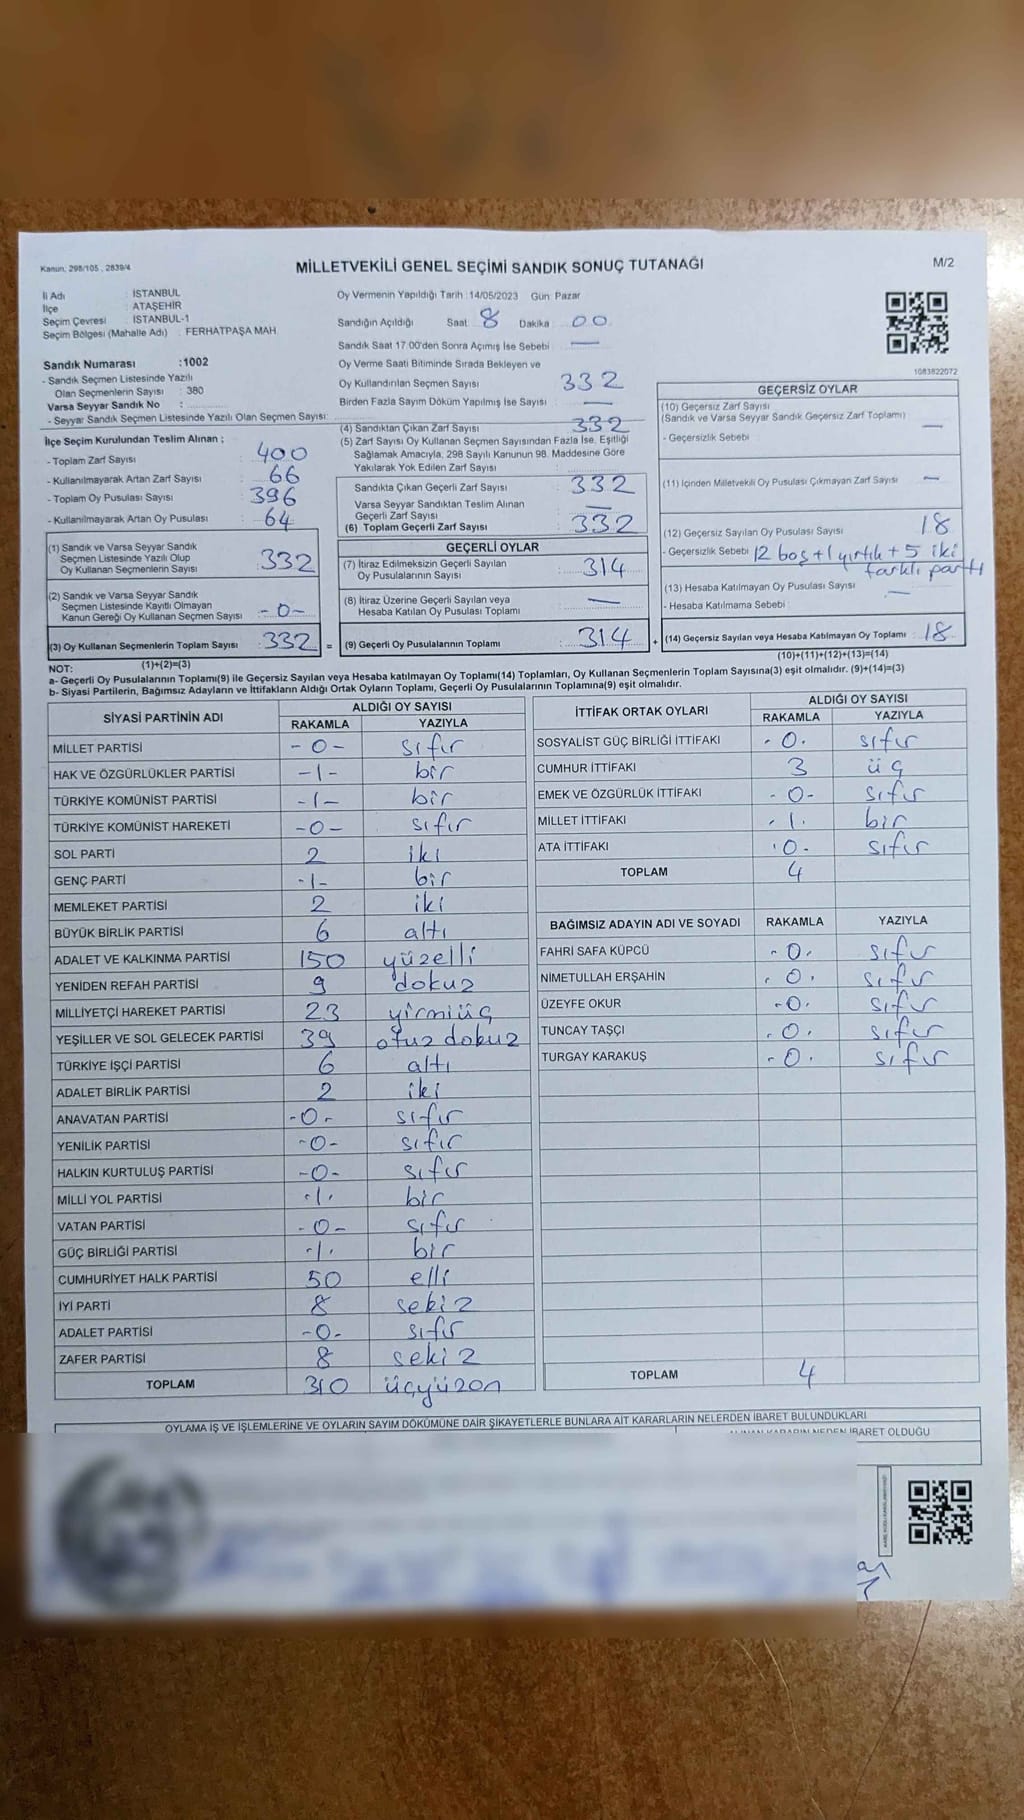 Kanun; 298/105 , 2839/4
MİLLETVEKİLİ GENEL SEÇİMİ SANDIK SONUÇ TUTANAĞI
M/2
İl Adı : İSTANBUL
İlçe : ATAŞEHİR
Seçim Çevresi : İSTANBUL-1
Seçim Bölgesi (Mahalle Adı) : FERHATPAŞA MAH.
Oy Vermenin Yapıldığı Tarih :14/05/2023 Gün Pazar
Sandığın Açıldığı Saat 8 Dakika 00
Sandık Saat 17.00'den Sonra Açımış İse Sebebi —
Sandık Numarası :1002
- Sandık Seçmen Listesinde Yazılı
Olan Seçmenlerin Sayısı : 380
Varsa Seyyar Sandık No :
- Seyyar Sandık Seçmen Listesinde Yazılı Olan Seçmen Sayısı:
Oy Verme Saati Bitiminde Sırada Bekleyen ve
Oy Kullandırılan Seçmen Sayısı 332
Birden Fazla Sayım Döküm Yapılmış İse Sayısı : —
1083822072
İlçe Seçim Kurulundan Teslim Alınan ;
- Toplam Zarf Sayısı : 400
- Kullanılmayarak Artan Zarf Sayısı : 66
- Toplam Oy Pusulası Sayısı : 396
- Kullanılmayarak Artan Oy Pusulası : 64
(4) Sandıktan Çıkan Zarf Sayısı : 332
(5) Zarf Sayısı Oy Kullanan Seçmen Sayısından Fazla İse, Eşitliği
Sağlamak Amacıyla, 298 Sayılı Kanunun 98. Maddesine Göre
Yakılarak Yok Edilen Zarf Sayısı :
Sandıkta Çıkan Geçerli Zarf Sayısı : 332
Varsa Seyyar Sandıktan Teslim Alınan
Geçerli Zarf Sayısı : —
(6) Toplam Geçerli Zarf Sayısı : 332
GEÇERSİZ OYLAR
(10) Geçersiz Zarf Sayısı
(Sandık ve Varsa Seyyar Sandık Geçersiz Zarf Toplamı) : —
- Geçersizlik Sebebi :
(11) İçinden Milletvekili Oy Pusulası Çıkmayan Zarf Sayısı : —
(12) Geçersiz Sayılan Oy Pusulası Sayısı : 18
- Geçersizlik Sebebi : 12 boş+1 yırtık+5 iki
farklı parti
(13) Hesaba Katılmayan Oy Pusulası Sayısı : —
- Hesaba Katılmama Sebebi :
(14) Geçersiz Sayılan veya Hesaba Katılmayan Oy Toplamı : 18
(10)+(11)+(12)+(13)=(14)
(1) Sandık ve Varsa Seyyar Sandık
Seçmen Listesinde Yazılı Olup
Oy Kullanan Seçmenlerin Sayısı : 332
(2) Sandık ve Varsa Seyyar Sandık
Seçmen Listesinde Kayıtlı Olmayan
Kanun Gereği Oy Kullanan Seçmen Sayısı : -0-
(3) Oy Kullanan Seçmenlerin Toplam Sayısı : 332 =
(1)+(2)=(3)
GEÇERLİ OYLAR
(7) İtiraz Edilmeksizin Geçerli Sayılan
Oy Pusulalarının Sayısı : 314
(8) İtiraz Üzerine Geçerli Sayılan veya
Hesaba Katılan Oy Pusulası Toplamı : —
(9) Geçerli Oy Pusulalarının Toplamı : 314 +
NOT:
a- Geçerli Oy Pusulalarının Toplamı(9) ile Geçersiz Sayılan veya Hesaba katılmayan Oy Toplamı(14) Toplamları, Oy Kullanan Seçmenlerin Toplam Sayısına(3) eşit olmalıdır. (9)+(14)=(3)
b- Siyasi Partilerin, Bağımsız Adayların ve İttifakların Aldığı Ortak Oyların Toplamı, Geçerli Oy Pusulalarının Toplamına(9) eşit olmalıdır.
SİYASİ PARTİNİN ADI ALDIĞI OY SAYISI
RAKAMLA YAZIYLA
MİLLET PARTİSİ -0- sıfır
HAK VE ÖZGÜRLÜKLER PARTİSİ -1- bir
TÜRKİYE KOMÜNİST PARTİSİ -1- bir
TÜRKİYE KOMÜNİST HAREKETİ -0- sıfır
SOL PARTİ 2 iki
GENÇ PARTİ -1- bir
MEMLEKET PARTİSİ 2 iki
BÜYÜK BİRLİK PARTİSİ 6 altı
ADALET VE KALKINMA PARTİSİ 150 yüzelli
YENİDEN REFAH PARTİSİ 9 dokuz
MİLLİYETÇİ HAREKET PARTİSİ 23 yirmiüç
YEŞİLLER VE SOL GELECEK PARTİSİ 39 otuz dokuz
TÜRKİYE İŞÇİ PARTİSİ 6 altı
ADALET BİRLİK PARTİSİ 2 iki
ANAVATAN PARTİSİ -0- sıfır
YENİLİK PARTİSİ -0- sıfır
HALKIN KURTULUŞ PARTİSİ -0- sıfır
MİLLİ YOL PARTİSİ -1- bir
VATAN PARTİSİ -0- sıfır
GÜÇ BİRLİĞİ PARTİSİ -1- bir
CUMHURİYET HALK PARTİSİ 50 elli
İYİ PARTİ 8 sekiz
ADALET PARTİSİ -0- sıfır
ZAFER PARTİSİ 8 sekiz
TOPLAM 310 üçyüzon
İTTİFAK ORTAK OYLARI ALDIĞI OY SAYISI
RAKAMLA YAZIYLA
SOSYALİST GÜÇ BİRLİĞİ İTTİFAKI -0- sıfır
CUMHUR İTTİFAKI 3 üç
EMEK VE ÖZGÜRLÜK İTTİFAKI -0- sıfır
MİLLET İTTİFAKI -1- bir
ATA İTTİFAKI -0- sıfır
TOPLAM 4
BAĞIMSIZ ADAYIN ADI VE SOYADI RAKAMLA YAZIYLA
FAHRİ SAFA KÜPCÜ -0- sıfır
NİMETULLAH ERŞAHİN -0- sıfır
ÜZEYFE OKUR -0- sıfır
TUNCAY TAŞÇI -0- sıfır
TURGAY KARAKUŞ -0- sıfır
TOPLAM 4
OYLAMA İŞ VE İŞLEMLERİNE VE OYLARIN SAYIM DÖKÜMÜNE DAİR ŞİKAYETLERLE BUNLARA AİT KARARLARIN NELERDEN İBARET BULUNDUKLARI
ALINAN KARARIN NEDEN İBARET OLDUĞU